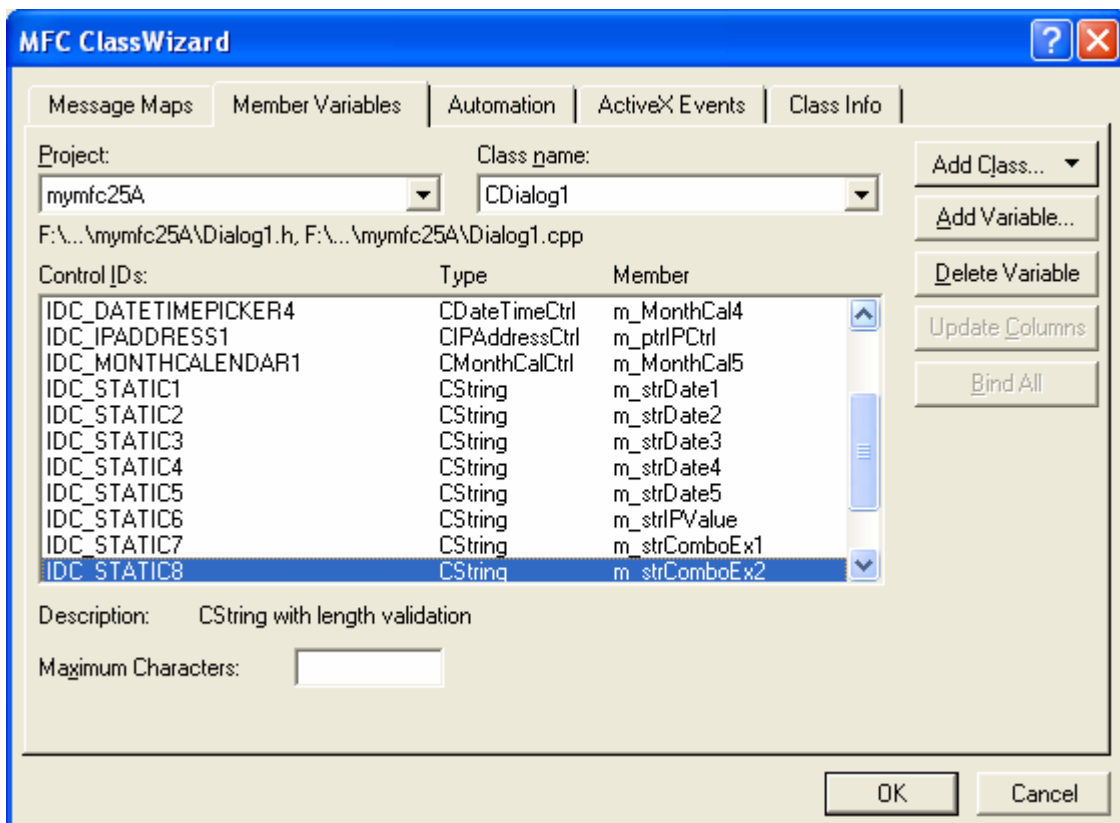 MFC ClassWizard
Message Maps Member Variables Automation ActiveX Events Class Info
Project: Class name:
mymfc25A CDialog1
F:\...\mymfc25A\Dialog1.h, F:\...\mymfc25A\Dialog1.cpp
Control IDs: Type Member
IDC_DATETIMEPICKER4 CDateTimeCtrl m_MonthCal4
IDC_IPADDRESS1 CIPAddressCtrl m_ptrIPCtrl
IDC_MONTHCALENDAR1 CMonthCalCtrl m_MonthCal5
IDC_STATIC1 CString m_strDate1
IDC_STATIC2 CString m_strDate2
IDC_STATIC3 CString m_strDate3
IDC_STATIC4 CString m_strDate4
IDC_STATIC5 CString m_strDate5
IDC_STATIC6 CString m_strIPValue
IDC_STATIC7 CString m_strComboEx1
IDC_STATIC8 CString m_strComboEx2
Description: CString with length validation
Maximum Characters:
Add Class...
Add Variable...
Delete Variable
Update Columns
Bind All
OK Cancel